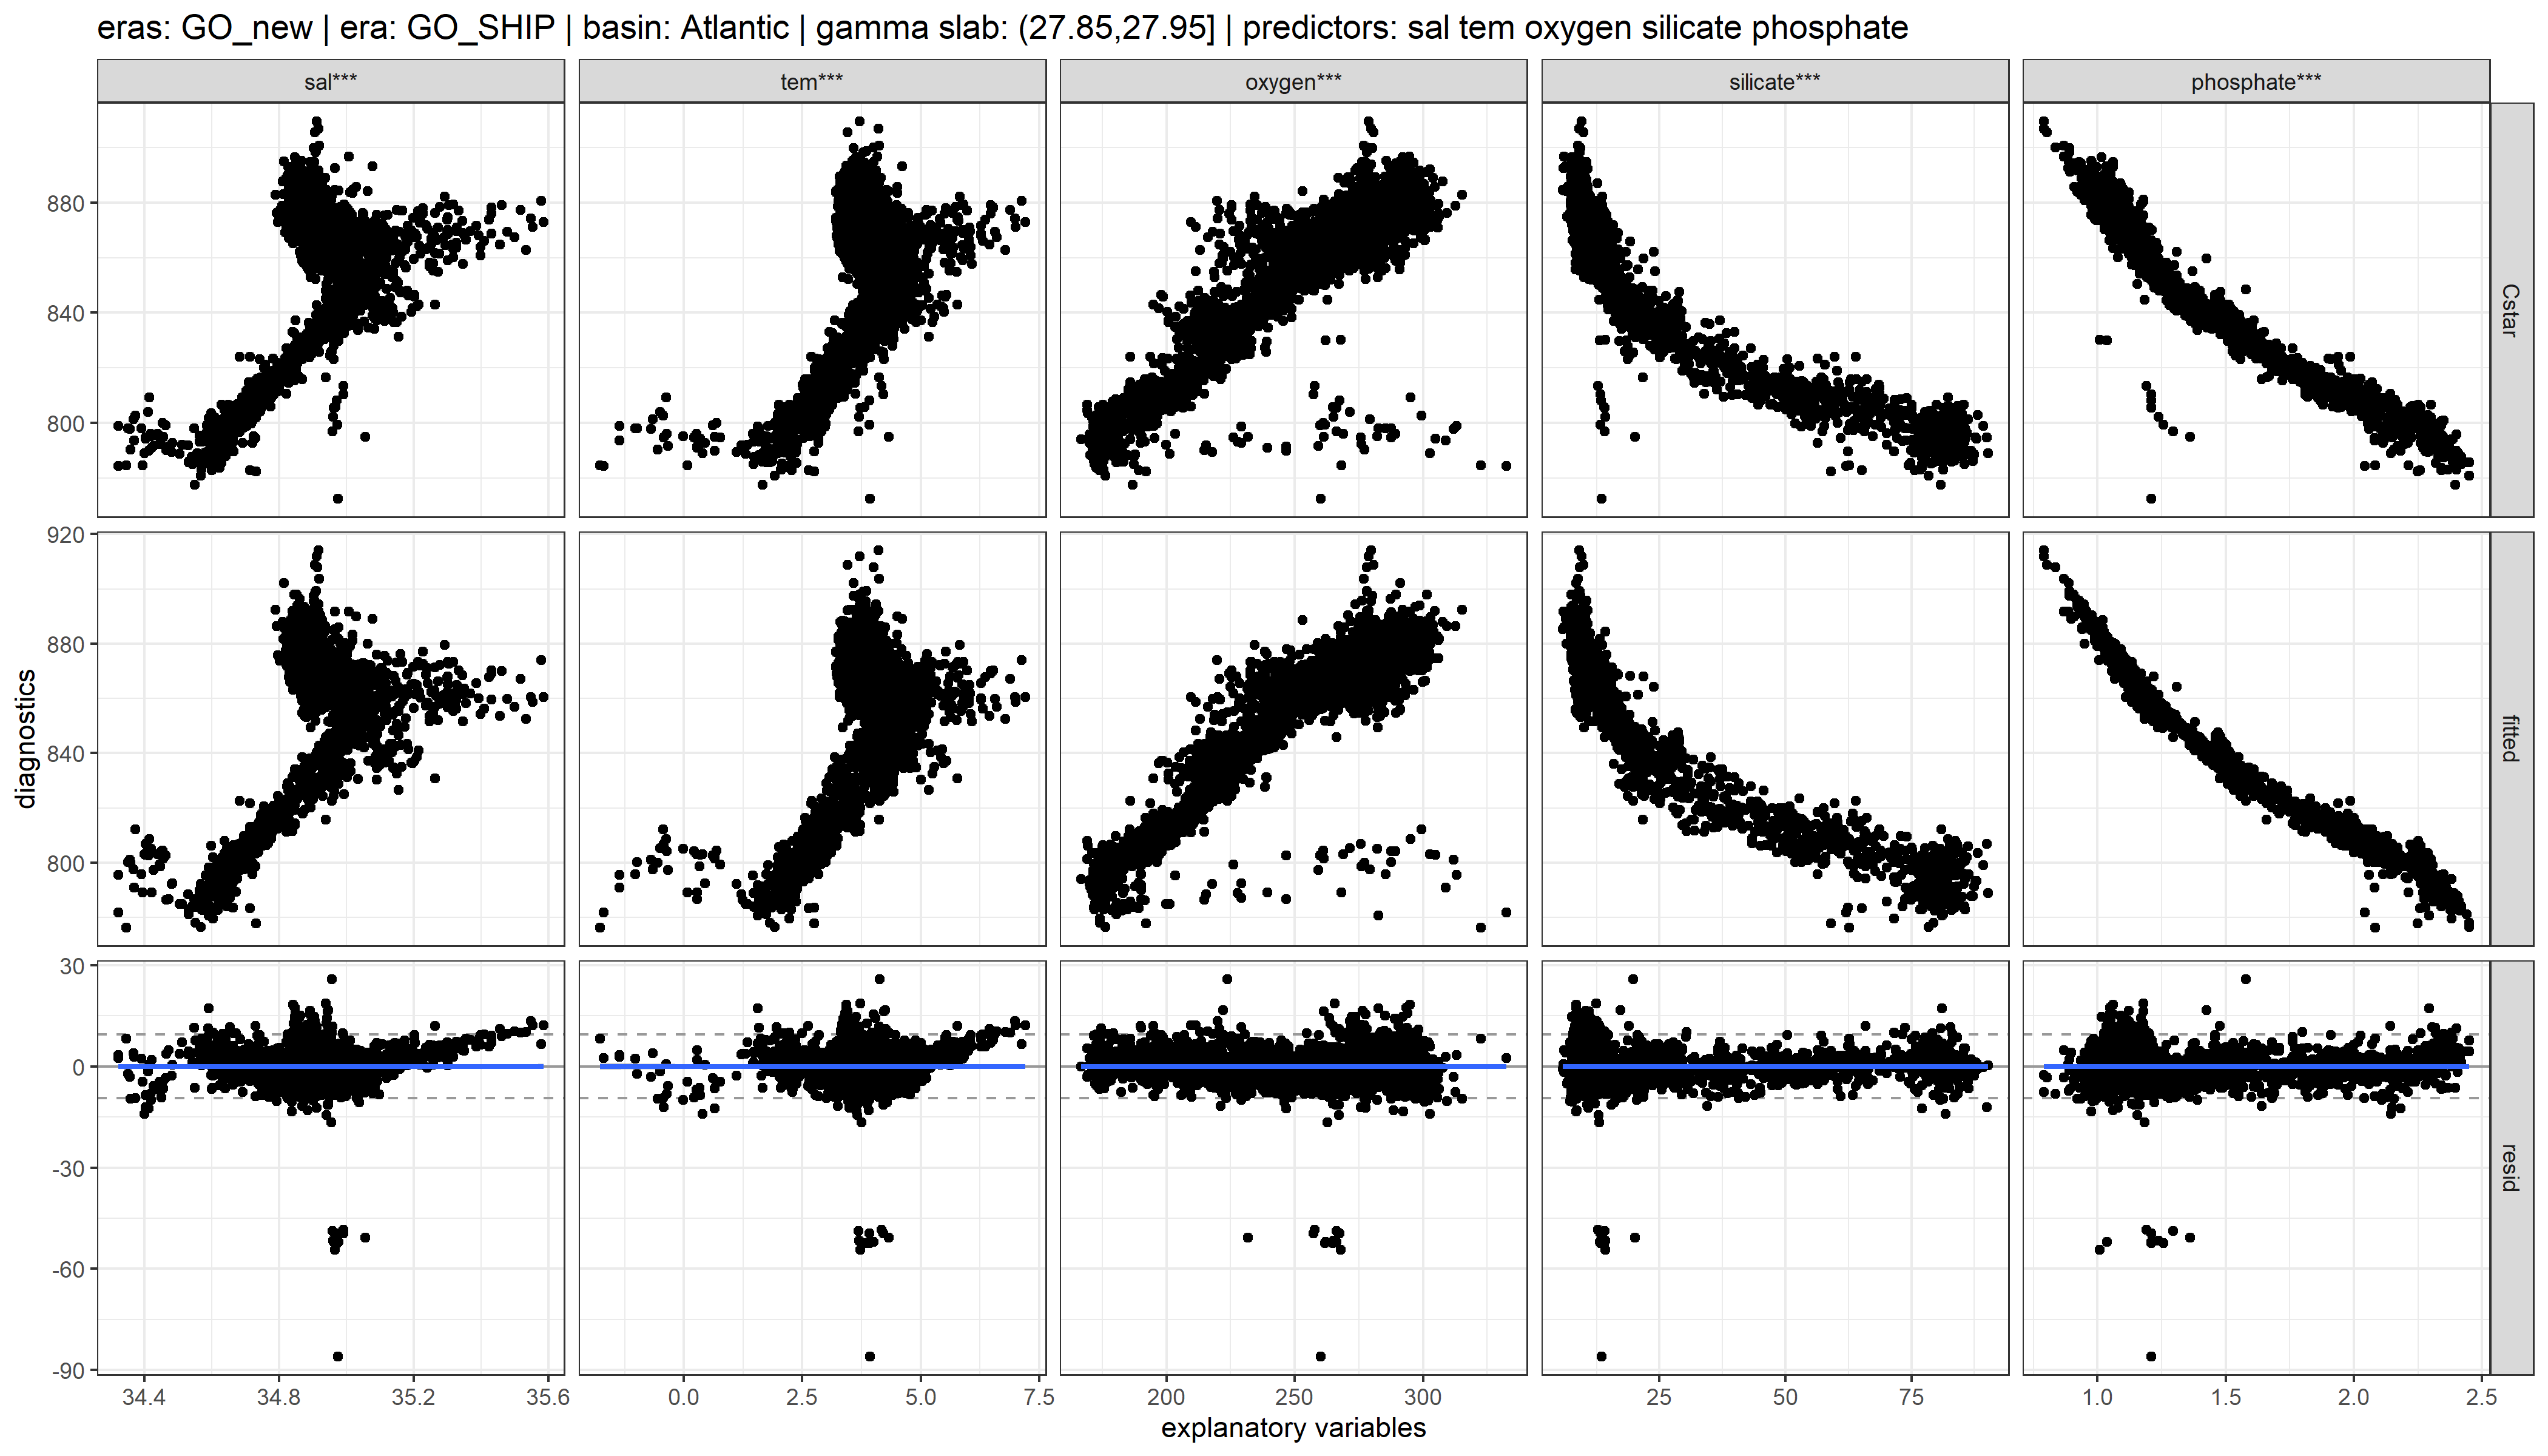 eras: GO_new | era: GO_SHIP | basin: Atlantic | gamma slab: (27.85,27.95] | predictors: sal tem oxygen silicate phosphate
sal*** tem*** oxygen*** silicate*** phosphate***
880
840
800
Cstar
920
880
840
800
fitted
diagnostics
30
0
-30
-60
-90
resid
34.4 34.8 35.2 35.6 0.0 2.5 5.0 7.5 200 250 300 25 50 75 1.0 1.5 2.0 2.5
explanatory variables